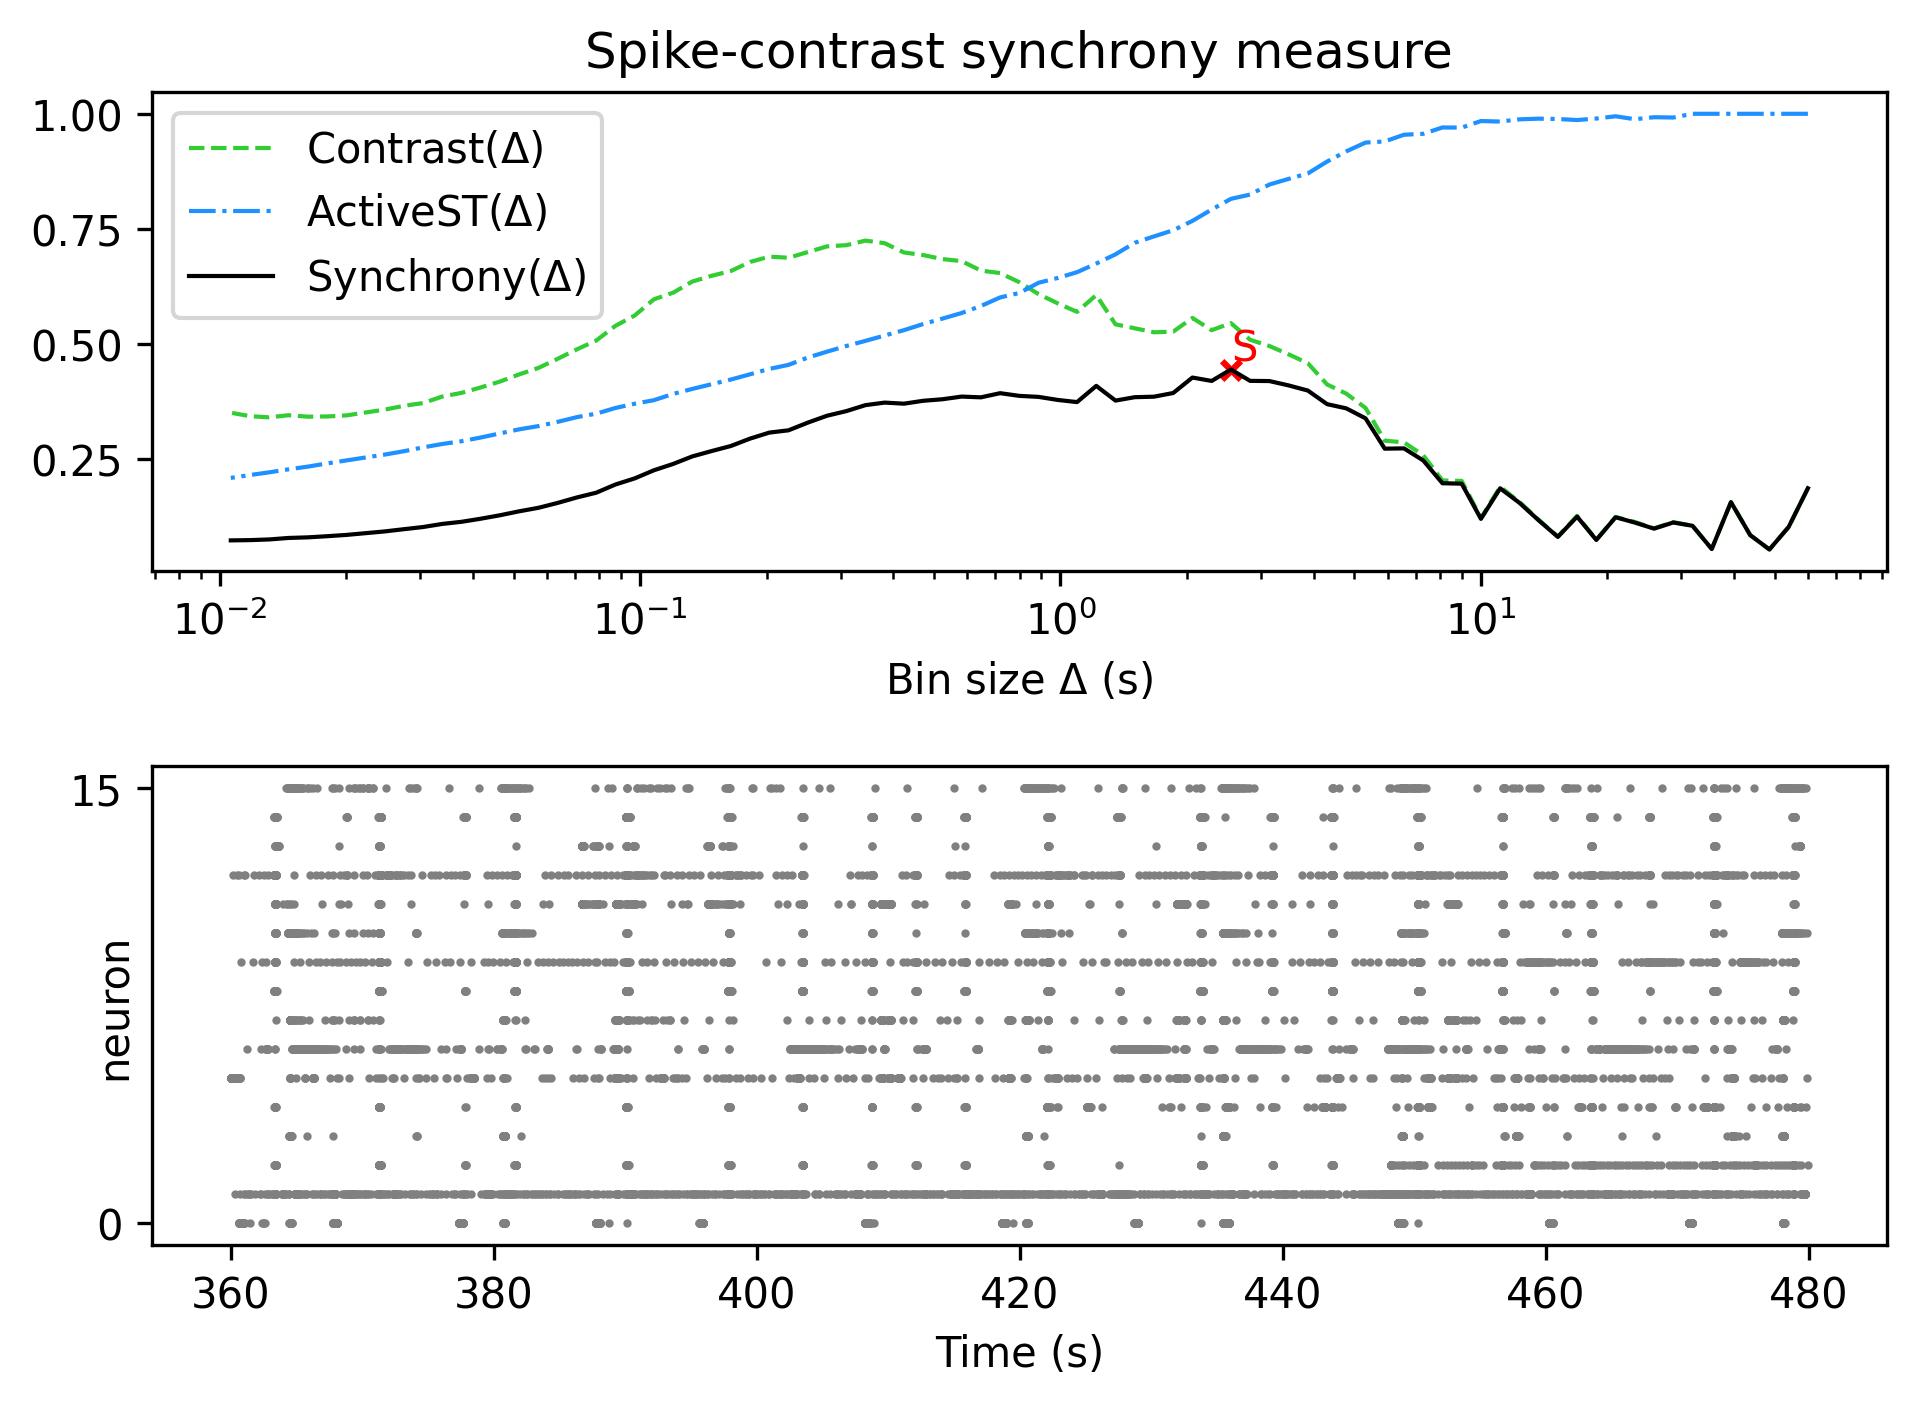 Spike-contrast synchrony measure
1.00
0.75
0.50
0.25
Contrast(Δ)
ActiveST(Δ)
Synchrony(Δ)
S
10⁻² 10⁻¹ 10⁰ 10¹
Bin size Δ (s)
15
0
neuron
360 380 400 420 440 460 480
Time (s)